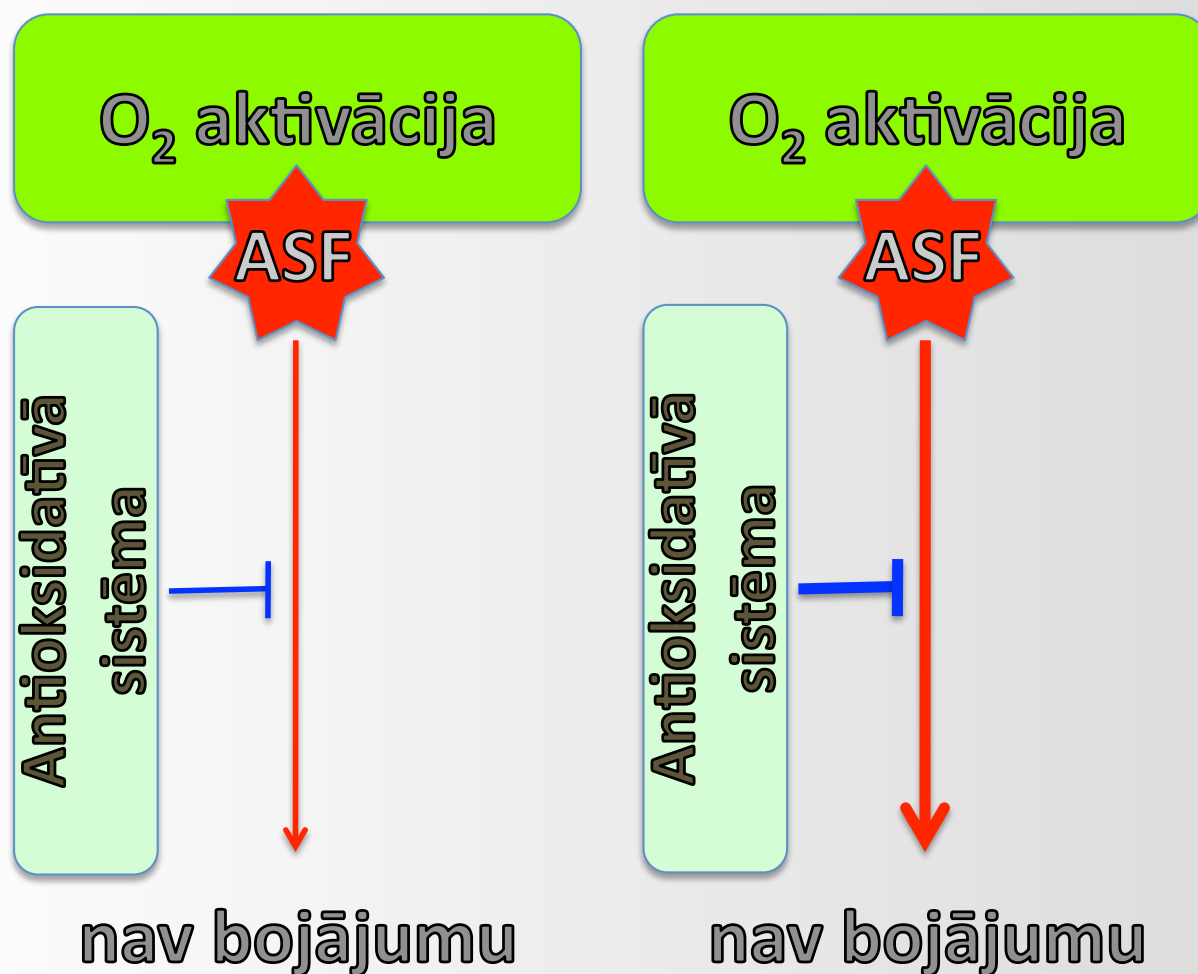 O₂ aktivācija
ASF
Antioksidatīvā
sistēma
nav bojājumu
O₂ aktivācija
ASF
Antioksidatīvā
sistēma
nav bojājumu